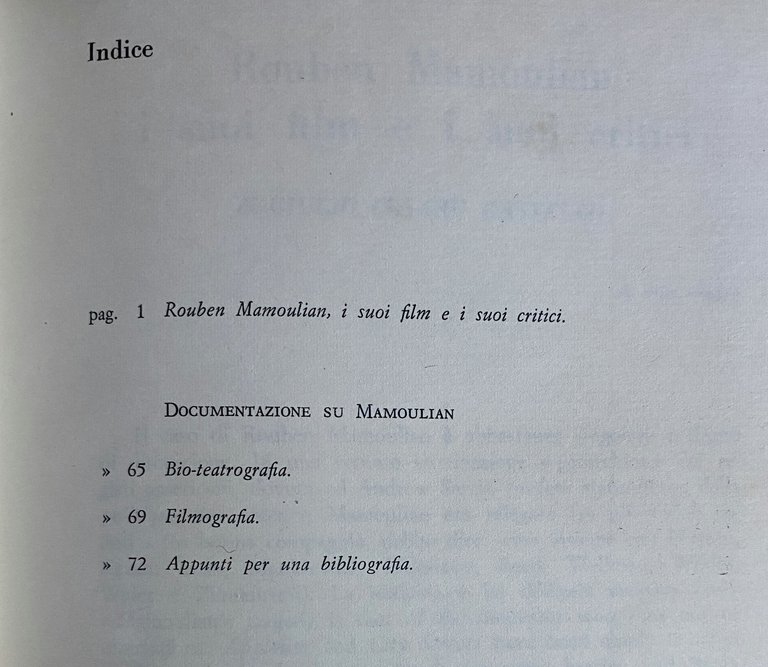 Indice
pag. 1 Rouben Mamoulian, i suoi film e i suoi critici.
DOCUMENTAZIONE SU MAMOULIAN
» 65 Bio-teatrografia.
» 69 Filmografia.
» 72 Appunti per una bibliografia.